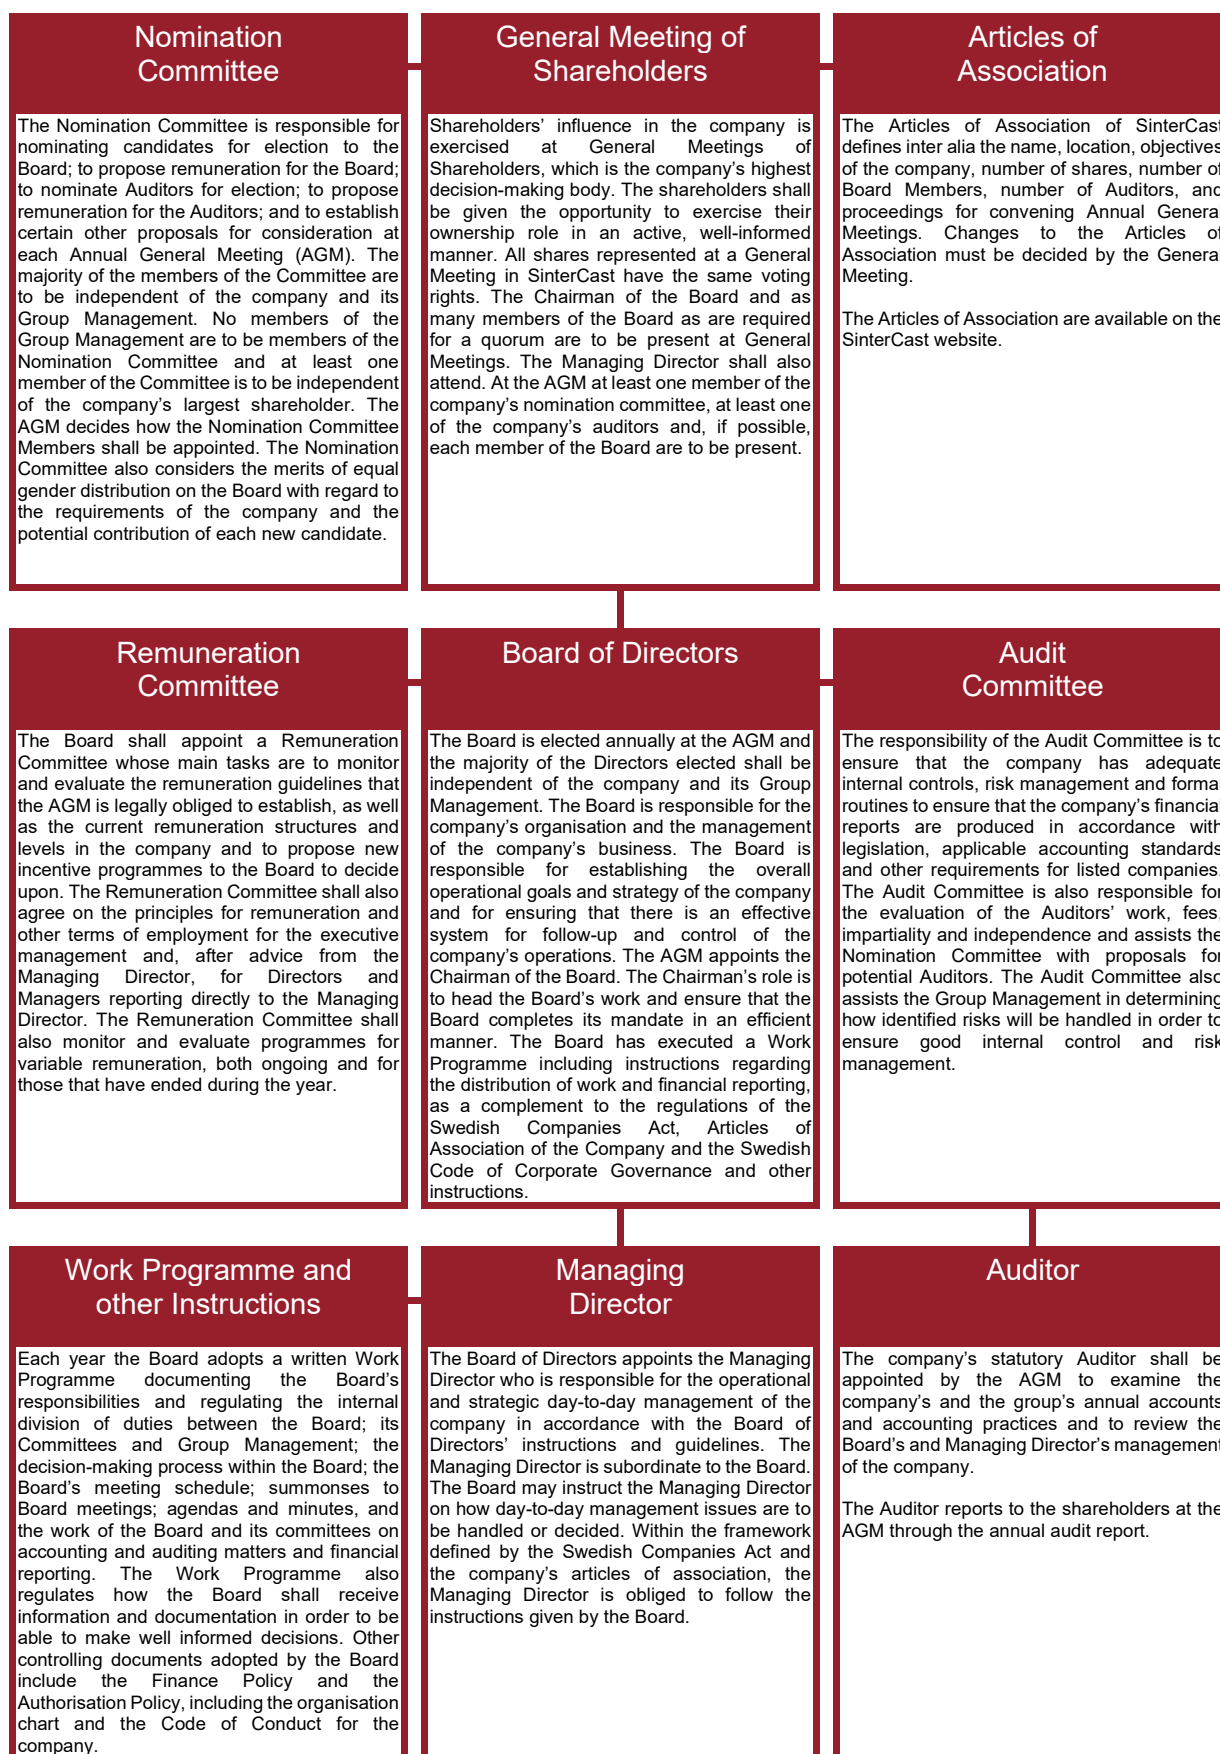 Nomination
Committee
The Nomination Committee is responsible for
nominating candidates for election to the
Board; to propose remuneration for the Board;
to nominate Auditors for election; to propose
remuneration for the Auditors; and to establish
certain other proposals for consideration at
each Annual General Meeting (AGM). The
majority of the members of the Committee are
to be independent of the company and its
Group Management. No members of the
Group Management are to be members of the
Nomination Committee and at least one
member of the Committee is to be independent
of the company's largest shareholder. The
AGM decides how the Nomination Committee
Members shall be appointed. The Nomination
Committee also considers the merits of equal
gender distribution on the Board with regard to
the requirements of the company and the
potential contribution of each new candidate.
General Meeting of
Shareholders
Shareholders' influence in the company is
exercised at General Meetings of
Shareholders, which is the company's highest
decision-making body. The shareholders shall
be given the opportunity to exercise their
ownership role in an active, well-informed
manner. All shares represented at a General
Meeting in SinterCast have the same voting
rights. The Chairman of the Board and as
many members of the Board as are required
for a quorum are to be present at General
Meetings. The Managing Director shall also
attend. At the AGM at least one member of the
company's nomination committee, at least one
of the company's auditors and, if possible,
each member of the Board are to be present.
Articles of
Association
The Articles of Association of SinterCast
defines inter alia the name, location, objectives
of the company, number of shares, number of
Board Members, number of Auditors, and
proceedings for convening Annual General
Meetings. Changes to the Articles of
Association must be decided by the General
Meeting.
The Articles of Association are available on the
SinterCast website.
Remuneration
Committee
The Board shall appoint a Remuneration
Committee whose main tasks are to monitor
and evaluate the remuneration guidelines that
the AGM is legally obliged to establish, as well
as the current remuneration structures and
levels in the company and to propose new
incentive programmes to the Board to decide
upon. The Remuneration Committee shall also
agree on the principles for remuneration and
other terms of employment for the executive
management and, after advice from the
Managing Director, for Directors and
Managers reporting directly to the Managing
Director. The Remuneration Committee shall
also monitor and evaluate programmes for
variable remuneration, both ongoing and for
those that have ended during the year.
Board of Directors
The Board is elected annually at the AGM and
the majority of the Directors elected shall be
independent of the company and its Group
Management. The Board is responsible for the
company's organisation and the management
of the company's business. The Board is
responsible for establishing the overall
operational goals and strategy of the company
and for ensuring that there is an effective
system for follow-up and control of the
company's operations. The AGM appoints the
Chairman of the Board. The Chairman's role is
to head the Board's work and ensure that the
Board completes its mandate in an efficient
manner. The Board has executed a Work
Programme including instructions regarding
the distribution of work and financial reporting,
as a complement to the regulations of the
Swedish Companies Act, Articles of
Association of the Company and the Swedish
Code of Corporate Governance and other
instructions.
Audit
Committee
The responsibility of the Audit Committee is to
ensure that the company has adequate
internal controls, risk management and formal
routines to ensure that the company's financial
reports are produced in accordance with
legislation, applicable accounting standards
and other requirements for listed companies.
The Audit Committee is also responsible for
the evaluation of the Auditors' work, fees,
impartiality and independence and assists the
Nomination Committee with proposals for
potential Auditors. The Audit Committee also
assists the Group Management in determining
how identified risks will be handled in order to
ensure good internal control and risk
management.
Work Programme and
other Instructions
Each year the Board adopts a written Work
Programme documenting the Board's
responsibilities and regulating the internal
division of duties between the Board; its
Committees and Group Management; the
decision-making process within the Board; the
Board's meeting schedule; summonses to
Board meetings; agendas and minutes, and
the work of the Board and its committees on
accounting and auditing matters and financial
reporting. The Work Programme also
regulates how the Board shall receive
information and documentation in order to be
able to make well informed decisions. Other
controlling documents adopted by the Board
include the Finance Policy and the
Authorisation Policy, including the organisation
chart and the Code of Conduct for the
company.
Managing
Director
The Board of Directors appoints the Managing
Director who is responsible for the operational
and strategic day-to-day management of the
company in accordance with the Board of
Directors' instructions and guidelines. The
Managing Director is subordinate to the Board.
The Board may instruct the Managing Director
on how day-to-day management issues are to
be handled or decided. Within the framework
defined by the Swedish Companies Act and
the company's articles of association, the
Managing Director is obliged to follow the
instructions given by the Board.
Auditor
The company's statutory Auditor shall be
appointed by the AGM to examine the
company's and the group's annual accounts
and accounting practices and to review the
Board's and Managing Director's management
of the company.
The Auditor reports to the shareholders at the
AGM through the annual audit report.